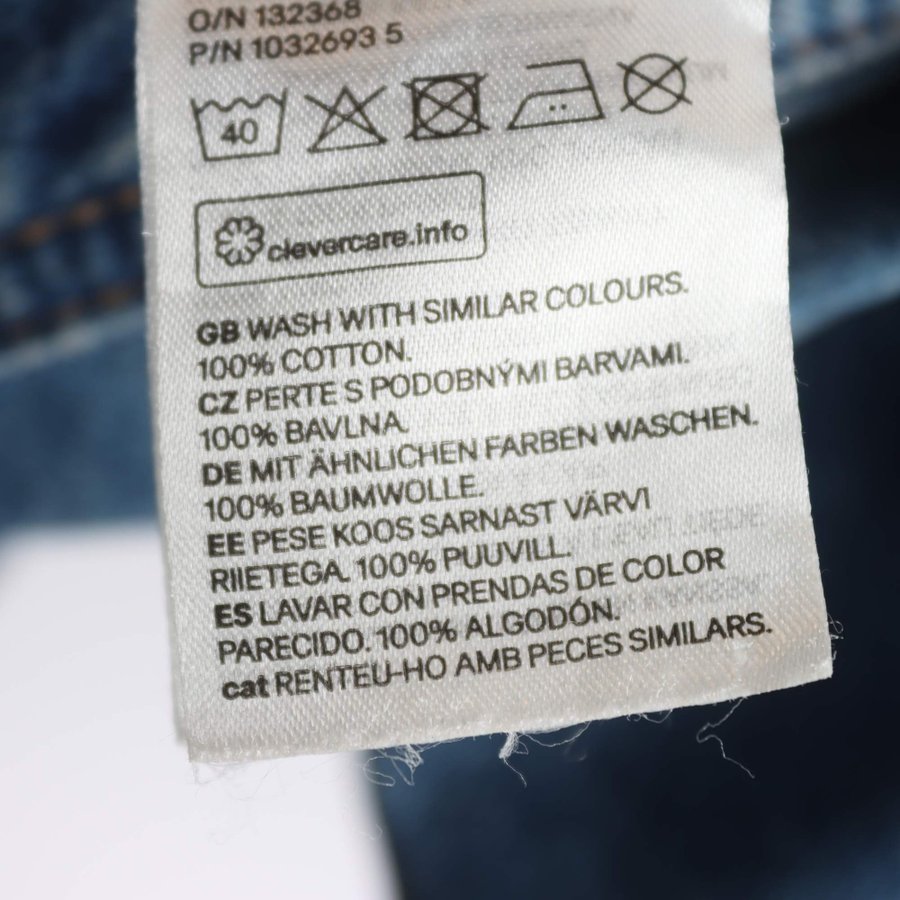 O/N 132368
P/N 1032693 5
40
clevercare.info
GB WASH WITH SIMILAR COLOURS.
100% COTTON.
CZ PERTE S PODOBNÝMI BARVAMI.
100% BAVLNA.
DE MIT ÄHNLICHEN FARBEN WASCHEN.
100% BAUMWOLLE.
EE PESE KOOS SARNAST VÄRVI
RIIETEGA. 100% PUUVILL.
ES LAVAR CON PRENDAS DE COLOR
PARECIDO. 100% ALGODÓN.
cat RENTEU-HO AMB PECES SIMILARS.